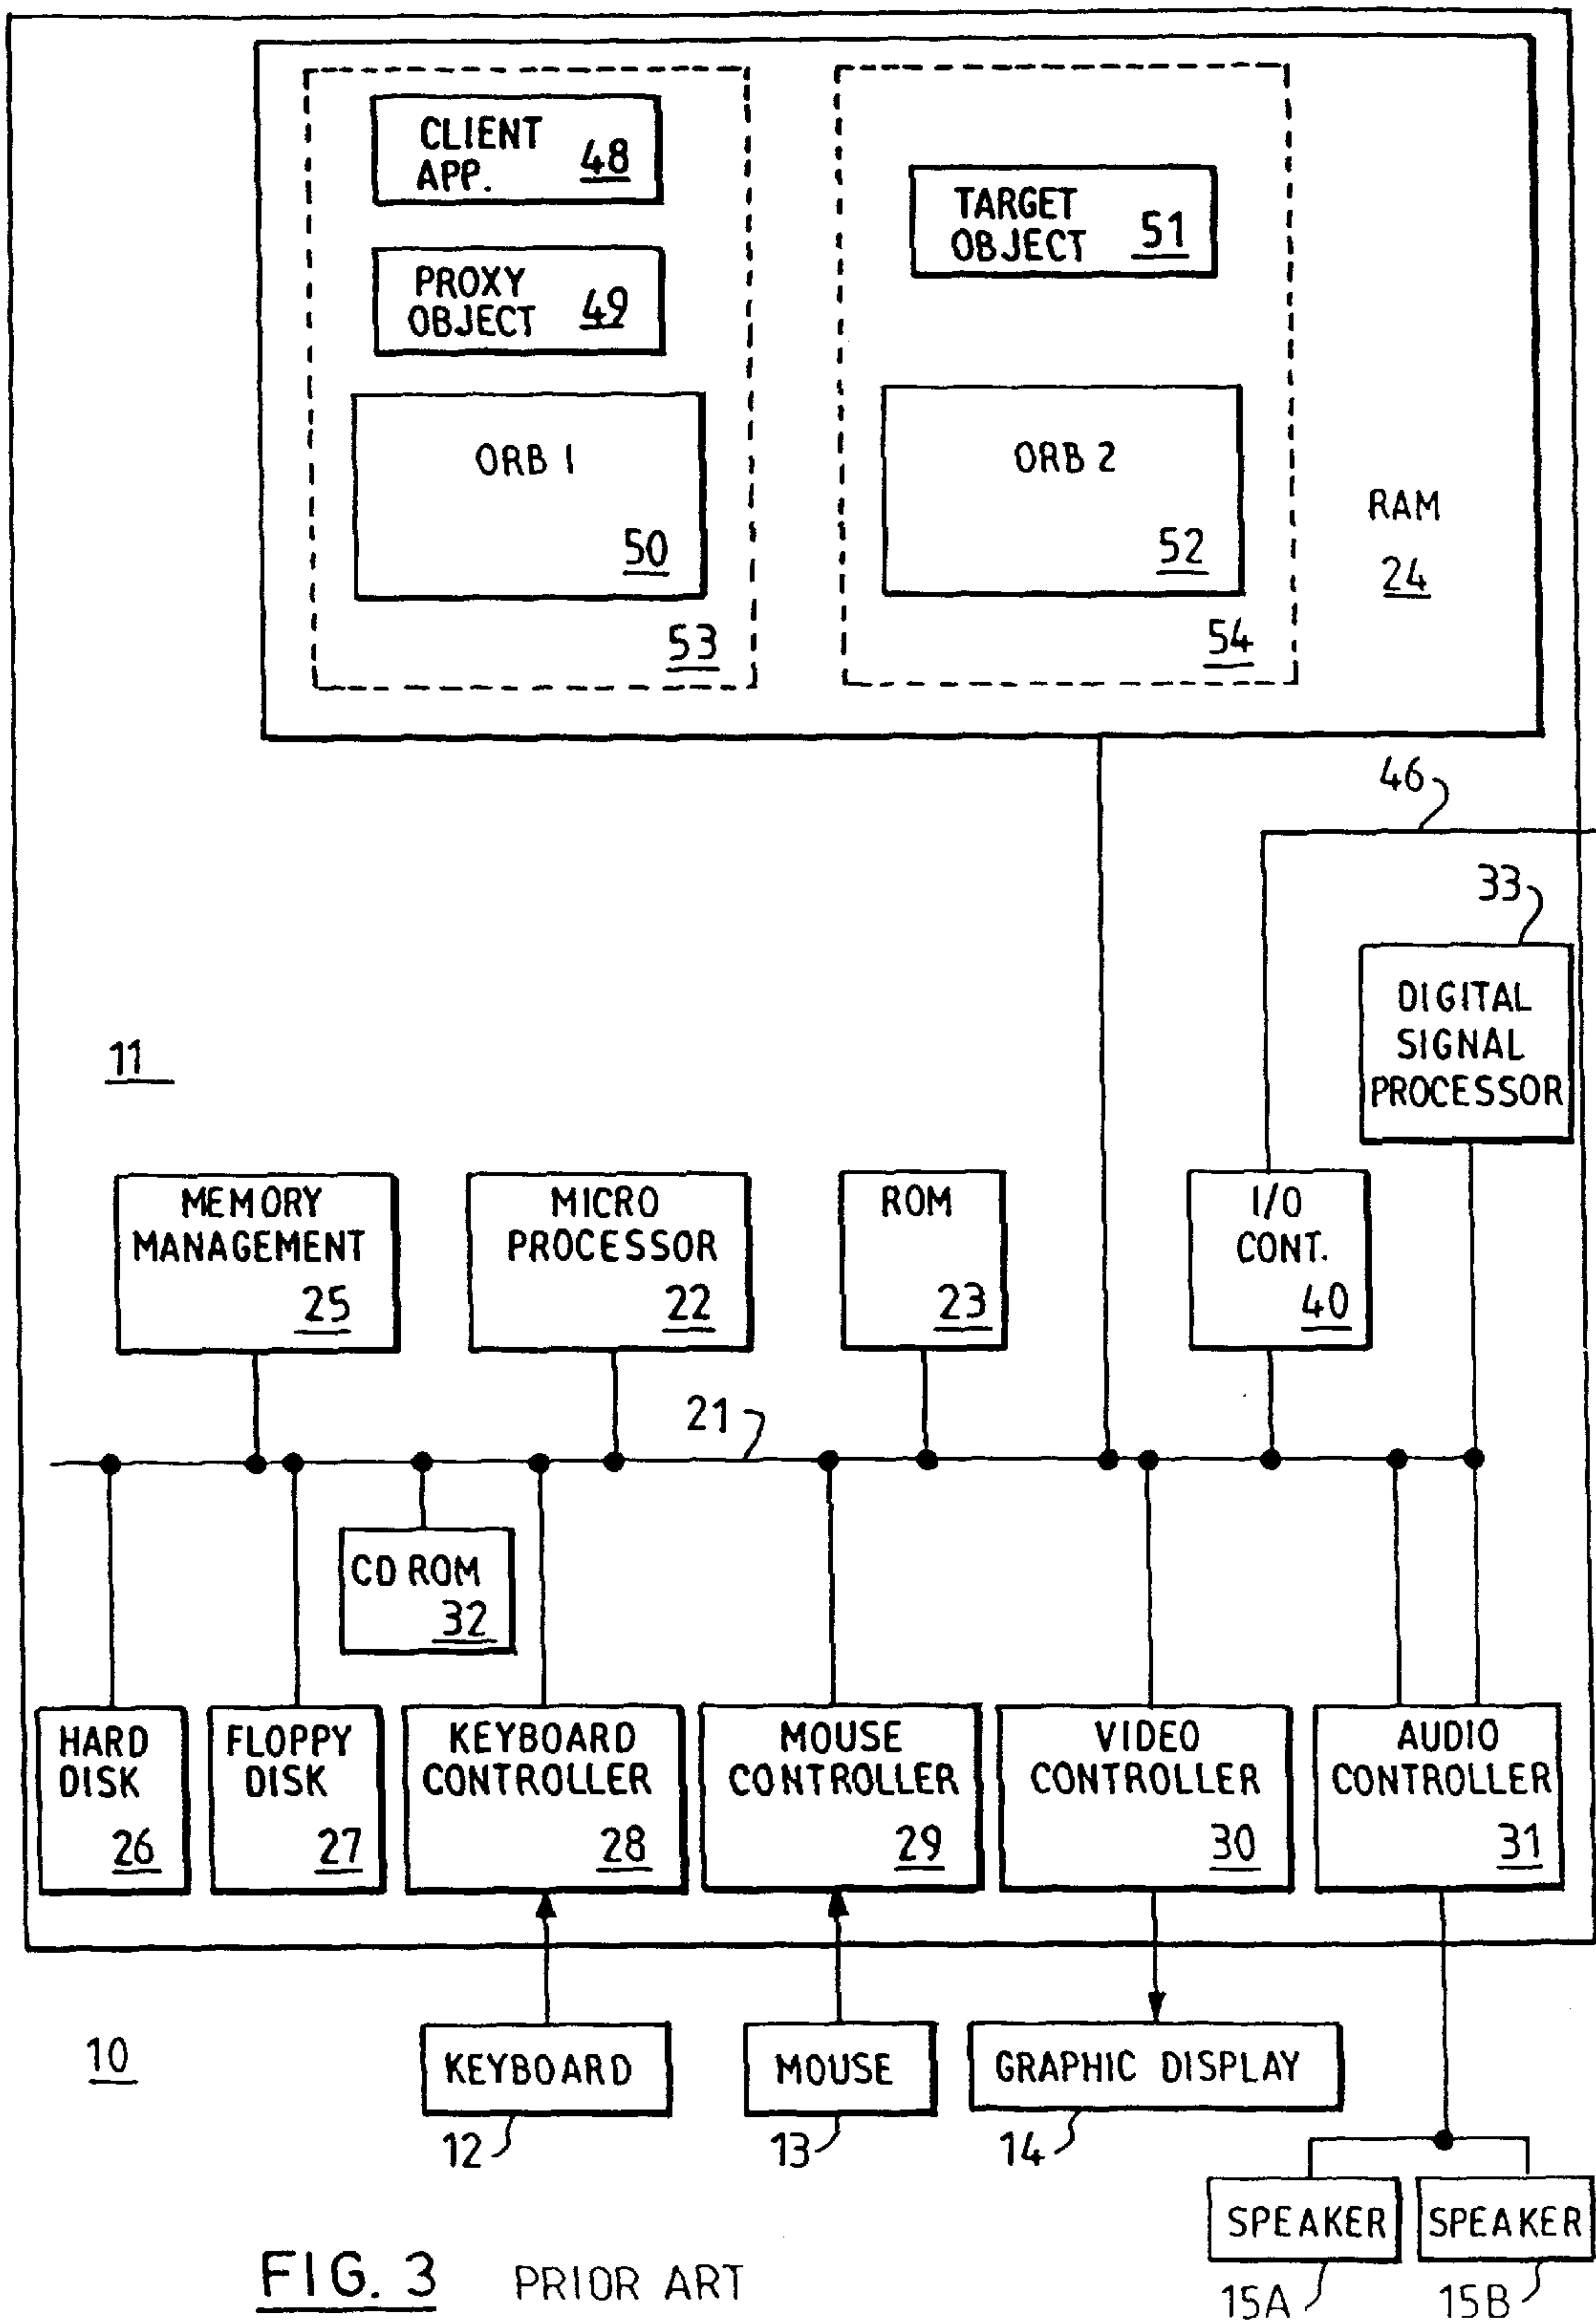 CLIENT
APP. 48
PROXY
OBJECT 49
ORB 1
50
53
TARGET
OBJECT 51
ORB 2
52
54
RAM
24
46
33
DIGITAL
SIGNAL
PROCESSOR
11
MEMORY
MANAGEMENT
25
MICRO
PROCESSOR
22
ROM
23
I/O
CONT.
40
21
CD ROM
32
HARD
DISK
26
FLOPPY
DISK
27
KEYBOARD
CONTROLLER
28
MOUSE
CONTROLLER
29
VIDEO
CONTROLLER
30
AUDIO
CONTROLLER
31
10
KEYBOARD
12
MOUSE
13
GRAPHIC DISPLAY
14
SPEAKER
15A
SPEAKER
15B
FIG. 3 PRIOR ART